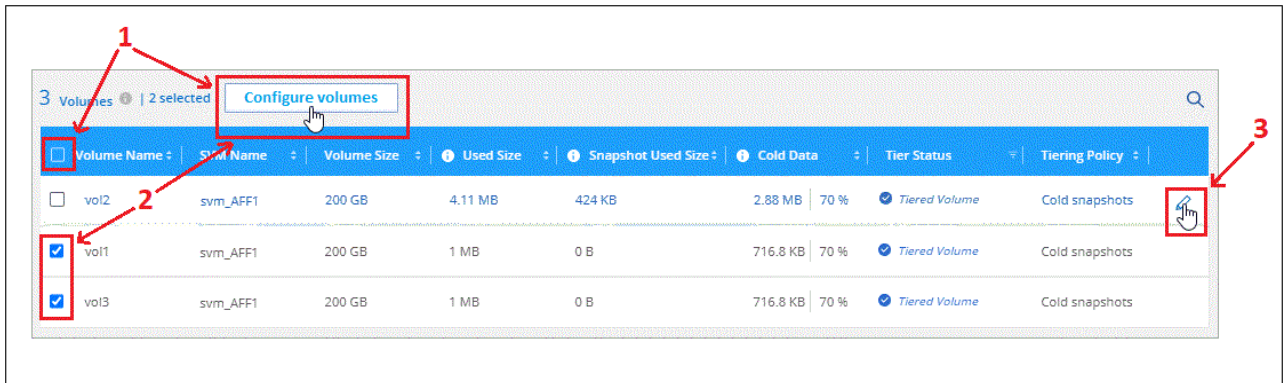 1
3 Volumes | 2 selected Configure volumes
3
Volume Name SVM Name Volume Size Used Size Snapshot Used Size Cold Data Tier Status Tiering Policy
vol2 2 svm_AFF1 200 GB 4.11 MB 424 KB 2.88 MB 70 % Tiered Volume Cold snapshots
vol1 svm_AFF1 200 GB 1 MB 0 B 716.8 KB 70 % Tiered Volume Cold snapshots
vol3 svm_AFF1 200 GB 1 MB 0 B 716.8 KB 70 % Tiered Volume Cold snapshots